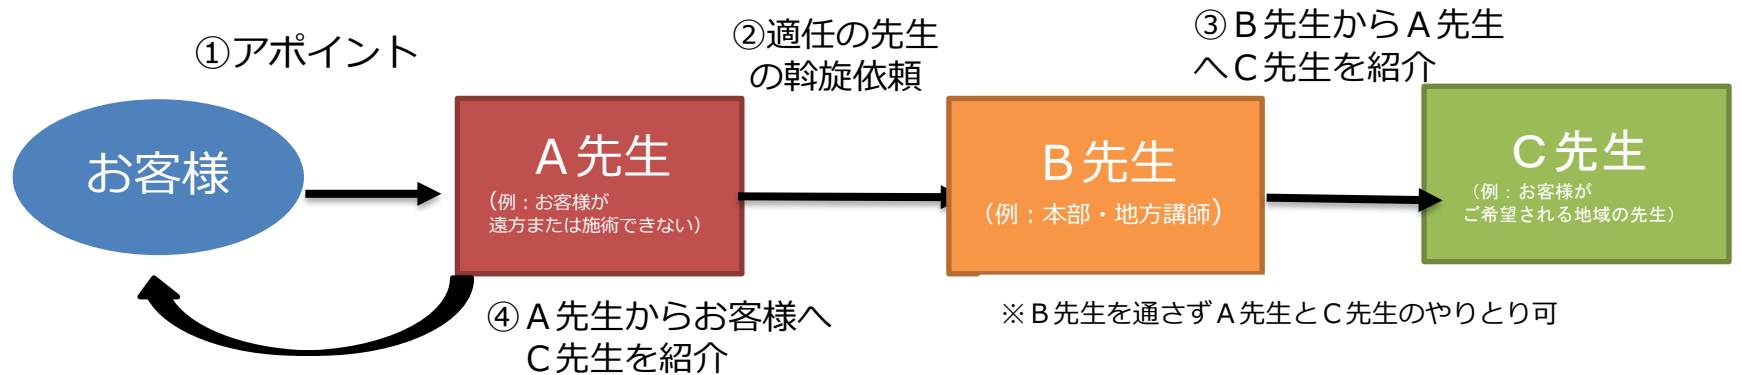 ①アポイント
②適任の先生
の斡旋依頼
③Ｂ先生からＡ先生
へＣ先生を紹介
お客様
Ａ先生
（例：お客様が
遠方または施術できない）
Ｂ先生
（例：本部・地方講師）
Ｃ先生
（例：お客様が
ご希望される地域の先生）
④Ａ先生からお客様へ
Ｃ先生を紹介
※Ｂ先生を通さずＡ先生とＣ先生のやりとり可